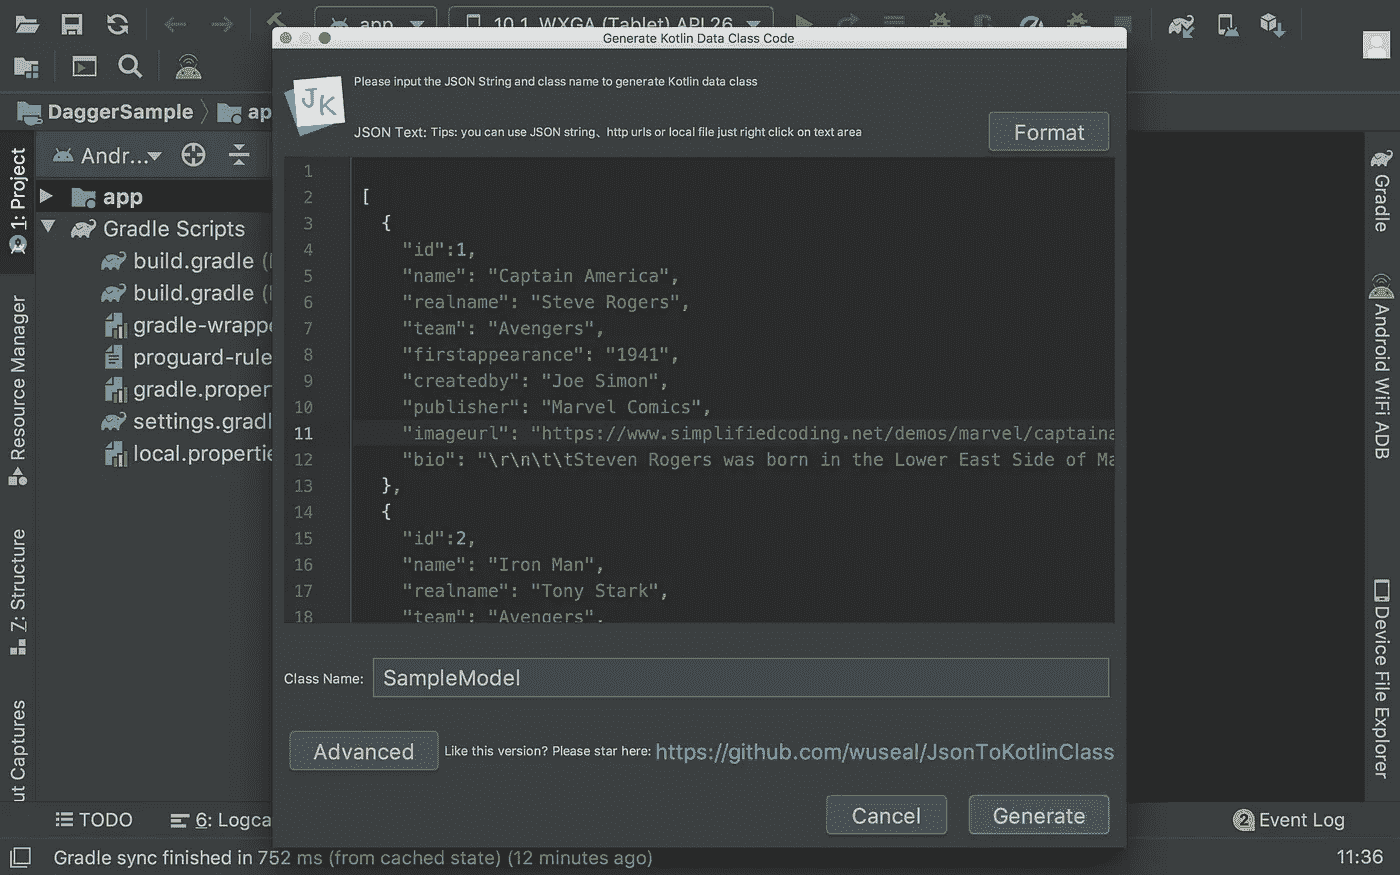 app
10.1 WXGA (Tablet) API 26
Generate Kotlin Data Class Code
Please input the JSON String and class name to generate Kotlin data class
JK
JSON Text: Tips: you can use JSON string、http urls or local file just right click on text area
Format
DaggerSample
ap
Andr...
app
Gradle Scripts
build.gradle (
build.gradle (
gradle-wrappe
proguard-rule
gradle.proper
settings.gradl
local.propertie
1: Project
Resource Manager
Z: Structure
ut Captures
1
2 [
3 {
4 "id":1,
5 "name": "Captain America",
6 "realname": "Steve Rogers",
7 "team": "Avengers",
8 "firstappearance": "1941",
9 "createdby": "Joe Simon",
10 "publisher": "Marvel Comics",
11 "imageurl": "https://www.simplifiedcoding.net/demos/marvel/captaina
12 "bio": "\r\n\t\tSteven Rogers was born in the Lower East Side of Ma
13 },
14 {
15 "id":2,
16 "name": "Iron Man",
17 "realname": "Tony Stark",
18 "team": "Avengers",
Class Name: SampleModel
Advanced Like this version? Please star here: https://github.com/wuseal/JsonToKotlinClass
Cancel Generate
Gradle
Android WiFi ADB
Device File Explorer
TODO 6: Logca
2 Event Log
Gradle sync finished in 752 ms (from cached state) (12 minutes ago)
11:36